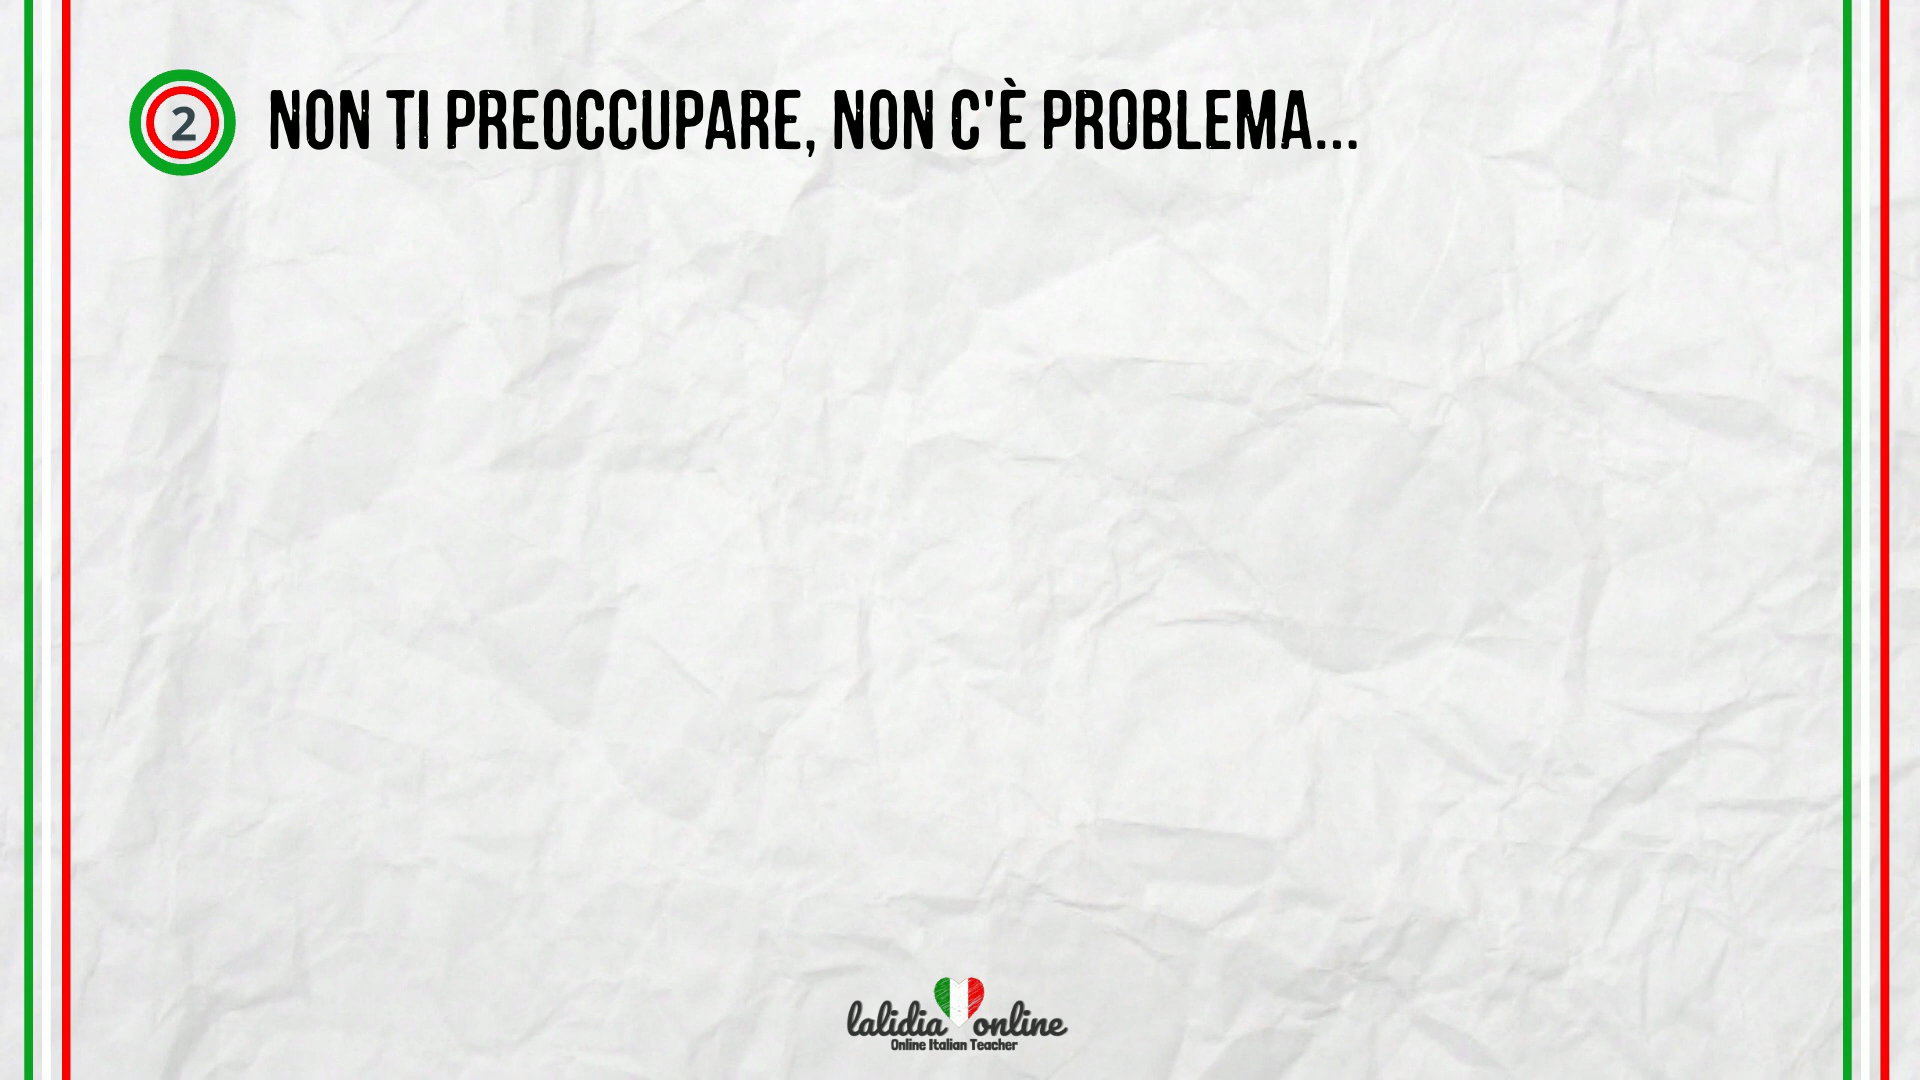 2
NON TI PREOCCUPARE, NON C'È PROBLEMA...
lalidia online
Online Italian Teacher